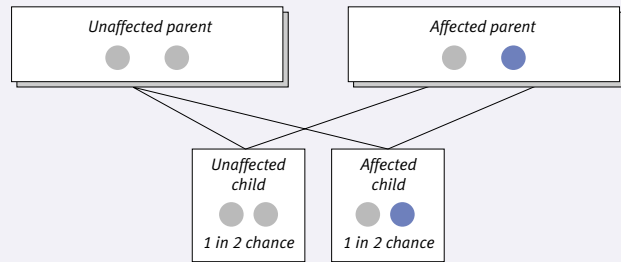 Unaffected parent
Affected parent
Unaffected
child
1 in 2 chance
Affected
child
1 in 2 chance